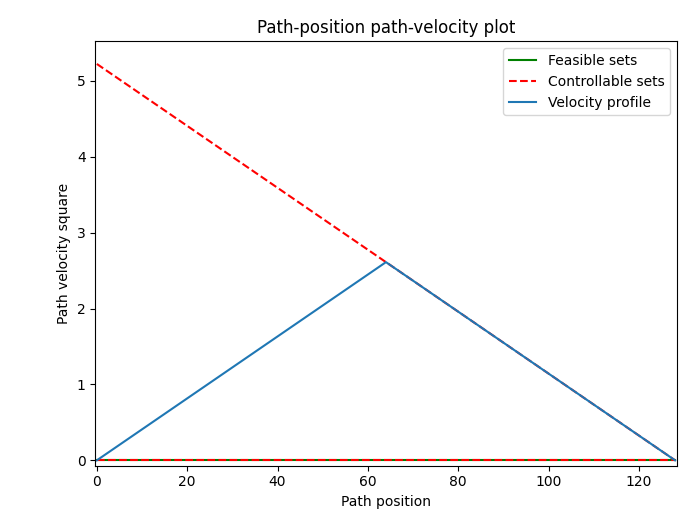 Path-position path-velocity plot
Feasible sets
Controllable sets
Velocity profile
5
4
3
2
1
0
Path velocity square
0 20 40 60 80 100 120
Path position